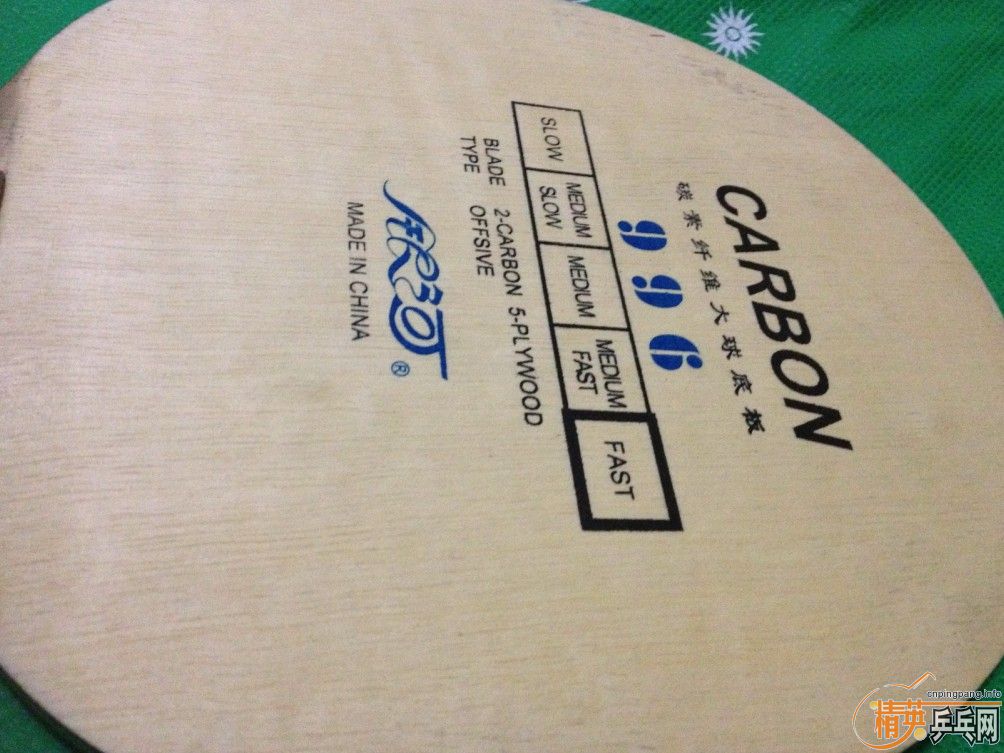 CARBON
碳素纤维大球底板
996
SLOW
MEDIUM
SLOW
MEDIUM
MEDIUM
FAST
FAST
BLADE 2-CARBON 5-PLYWOOD
TYPE OFFSIVE
®
MADE IN CHINA
cnpingpang.info
精英乒乓网